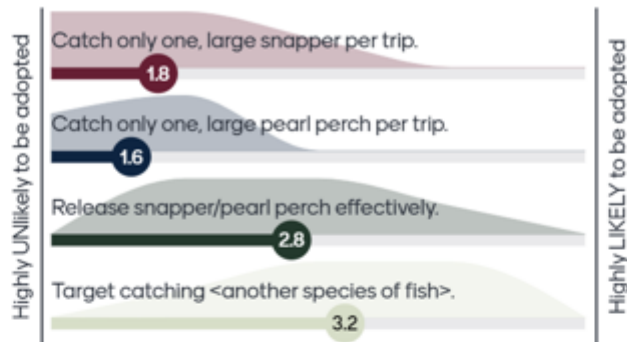 Highly UNlikely to be adopted
Catch only one, large snapper per trip.
1.8
Catch only one, large pearl perch per trip.
1.6
Release snapper/pearl perch effectively.
2.8
Target catching <another species of fish>.
3.2
Highly LIKELY to be adopted